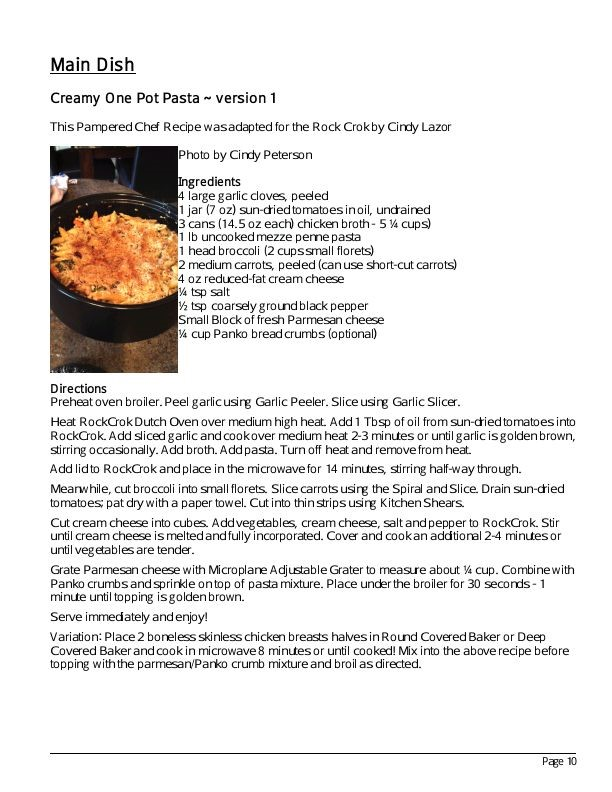 Main Dish
Creamy One Pot Pasta ~ version 1
This Pampered Chef Recipe was adapted for the Rock Crok by Cindy Lazor
Photo by Cindy Peterson
Ingredients
4 large garlic cloves, peeled
1 jar (7 oz) sun-dried tomatoes in oil, undrained
3 cans (14.5 oz each) chicken broth - 5 ¼ cups)
1 lb uncooked mezze penne pasta
1 head broccoli (2 cups small florets)
2 medium carrots, peeled (can use short-cut carrots)
4 oz reduced-fat cream cheese
¼ tsp salt
½ tsp coarsely ground black pepper
Small Block of fresh Parmesan cheese
¼ cup Panko bread crumbs (optional)
Directions
Preheat oven broiler. Peel garlic using Garlic Peeler. Slice using Garlic Slicer.
Heat RockCrok Dutch Oven over medium high heat. Add 1 Tbsp of oil from sun-dried tomatoes into
RockCrok. Add sliced garlic and cook over medium heat 2-3 minutes or until garlic is golden brown,
stirring occasionally. Add broth. Add pasta. Turn off heat and remove from heat.
Add lid to RockCrok and place in the microwave for 14 minutes, stirring half-way through.
Meanwhile, cut broccoli into small florets. Slice carrots using the Spiral and Slice. Drain sun-dried
tomatoes; pat dry with a paper towel. Cut into thin strips using Kitchen Shears.
Cut cream cheese into cubes. Add vegetables, cream cheese, salt and pepper to RockCrok. Stir
until cream cheese is melted and fully incorporated. Cover and cook an additional 2-4 minutes or
until vegetables are tender.
Grate Parmesan cheese with Microplane Adjustable Grater to measure about ¼ cup. Combine with
Panko crumbs and sprinkle on top of pasta mixture. Place under the broiler for 30 seconds - 1
minute until topping is golden brown.
Serve immediately and enjoy!
Variation: Place 2 boneless skinless chicken breasts halves in Round Covered Baker or Deep
Covered Baker and cook in microwave 8 minutes or until cooked! Mix into the above recipe before
topping with the parmesan/Panko crumb mixture and broil as directed.
Page 10